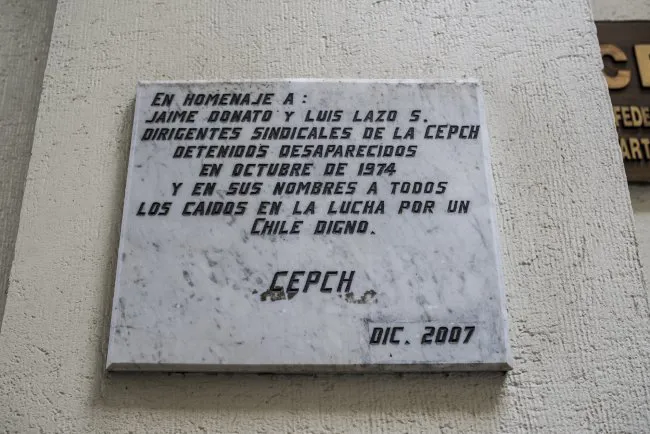 EN HOMENAJE A:
JAIME DONATO Y LUIS LAZO S.
DIRIGENTES SINDICALES DE LA CEPCH
DETENIDOS DESAPARECIDOS
EN OCTUBRE DE 1974
Y EN SUS NOMBRES A TODOS
LOS CAIDOS EN LA LUCHA POR UN
CHILE DIGNO.
CEPCH
DIC. 2007